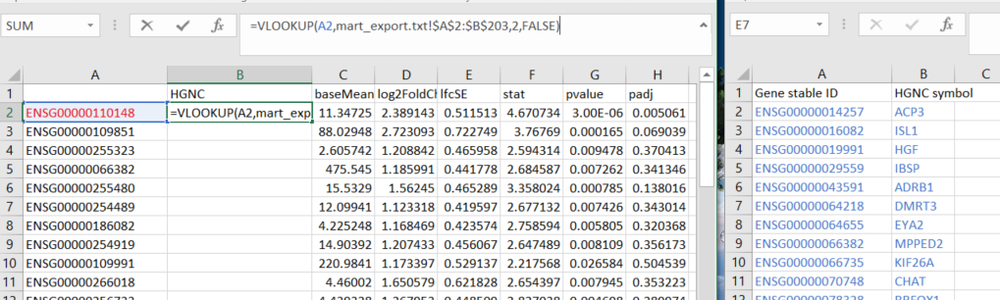 SUM fx =VLOOKUP(A2,mart_export.txt!$A$2:$B$203,2,FALSE) E7 fx
A B C D E F G H A B C
1 HGNC baseMean log2FoldCh lfcSE stat pvalue padj 1 Gene stable ID HGNC symbol
2 ENSG00000110148 =VLOOKUP(A2,mart_exp 11.34725 2.389143 0.511513 4.670734 3.00E-06 0.005061 2 ENSG00000014257 ACP3
3 ENSG00000109851 88.02948 2.723093 0.722749 3.76769 0.000165 0.069039 3 ENSG00000016082 ISL1
4 ENSG00000255323 2.605742 1.208842 0.465958 2.594314 0.009478 0.370413 4 ENSG00000019991 HGF
5 ENSG00000066382 475.545 1.185991 0.441778 2.684587 0.007262 0.341346 5 ENSG00000029559 IBSP
6 ENSG00000255480 15.5329 1.56245 0.465289 3.358024 0.000785 0.138016 6 ENSG00000043591 ADRB1
7 ENSG00000254489 12.09941 1.123318 0.419597 2.677132 0.007426 0.343014 7 ENSG00000064218 DMRT3
8 ENSG00000186082 4.225248 1.168469 0.423574 2.758594 0.005805 0.320368 8 ENSG00000064655 EYA2
9 ENSG00000254919 14.90392 1.207433 0.456067 2.647489 0.008109 0.356173 9 ENSG00000066382 MPPED2
10 ENSG00000109991 220.9841 1.173397 0.529137 2.217568 0.026584 0.504539 10 ENSG00000066735 KIF26A
11 ENSG00000266018 4.46002 1.650579 0.621828 2.654397 0.007945 0.353223 11 ENSG00000070748 CHAT